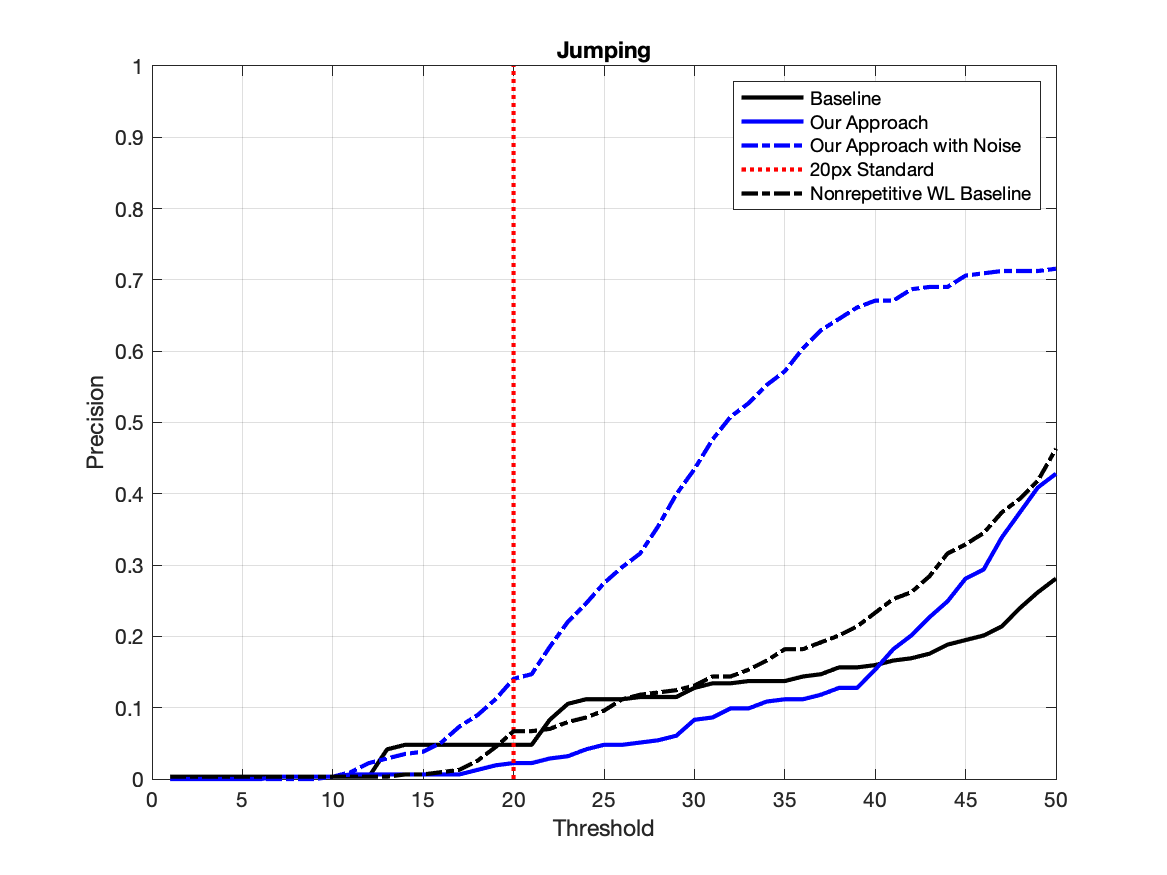 Jumping
1
0.9
0.8
0.7
0.6
0.5
0.4
0.3
0.2
0.1
0
Precision
Baseline
Our Approach
Our Approach with Noise
20px Standard
Nonrepetitive WL Baseline
0 5 10 15 20 25 30 35 40 45 50
Threshold